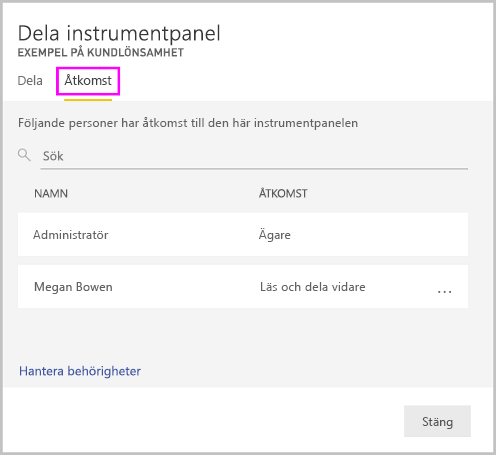 Dela instrumentpanel
EXEMPEL PÅ KUNDLÖNSAMHET
Dela Åtkomst
Följande personer har åtkomst till den här instrumentpanelen
Sök
NAMN ÅTKOMST
Administratör Ägare
Megan Bowen Läs och dela vidare ...
Hantera behörigheter
Stäng